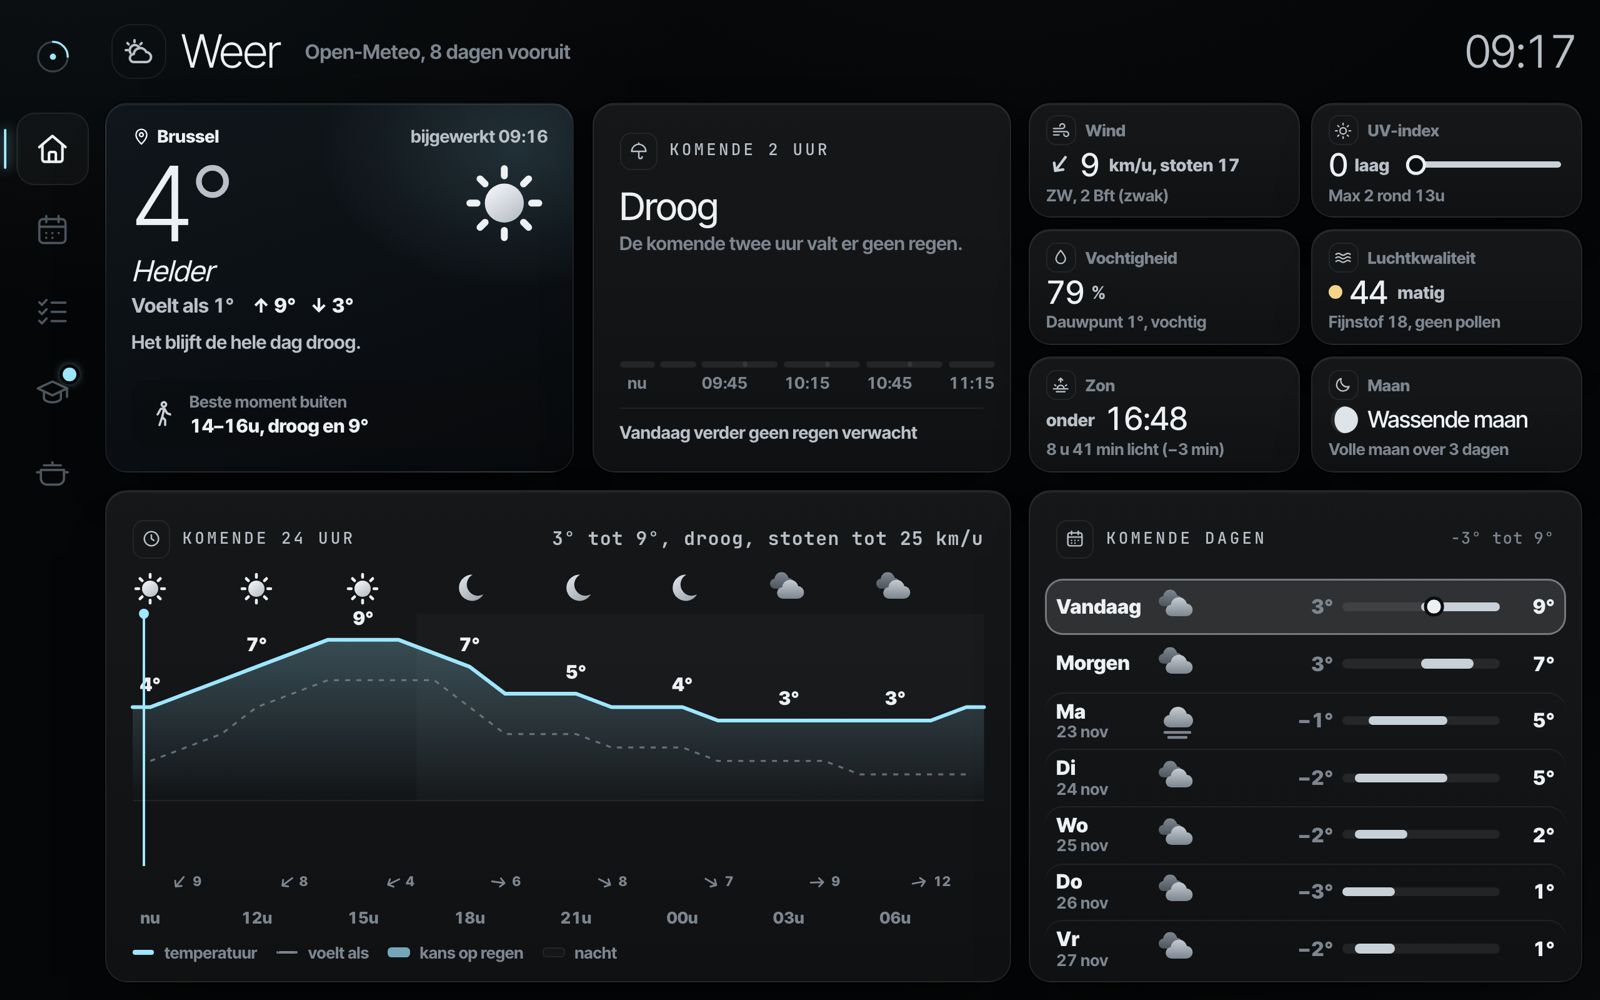 Weer
Open-Meteo, 8 dagen vooruit
09:17
Brussel
bijgewerkt 09:16
4°
Helder
Voelt als 1° ↑ 9° ↓ 3°
Het blijft de hele dag droog.
Beste moment buiten
14–16u, droog en 9°
KOMENDE 2 UUR
Droog
De komende twee uur valt er geen regen.
nu 09:45 10:15 10:45 11:15
Vandaag verder geen regen verwacht
Wind
↙ 9 km/u, stoten 17
ZW, 2 Bft (zwak)
UV-index
0 laag
Max 2 rond 13u
Vochtigheid
79 %
Dauwpunt 1°, vochtig
Luchtkwaliteit
44 matig
Fijnstof 18, geen pollen
Zon
onder 16:48
8 u 41 min licht (−3 min)
Maan
Wassende maan
Volle maan over 3 dagen
KOMENDE 24 UUR
3° tot 9°, droog, stoten tot 25 km/u
4° 7° 9° 7° 5° 4° 3° 3°
↙ 9 ↙ 8 ↙ 4 → 6 ↘ 8 ↘ 7 → 9 → 12
nu 12u 15u 18u 21u 00u 03u 06u
temperatuur voelt als kans op regen nacht
KOMENDE DAGEN
-3° tot 9°
Vandaag 3° 9°
Morgen 3° 7°
Ma
23 nov
−1° 5°
Di
24 nov
−2° 5°
Wo
25 nov
−2° 2°
Do
26 nov
−3° 1°
Vr
27 nov
−2° 1°